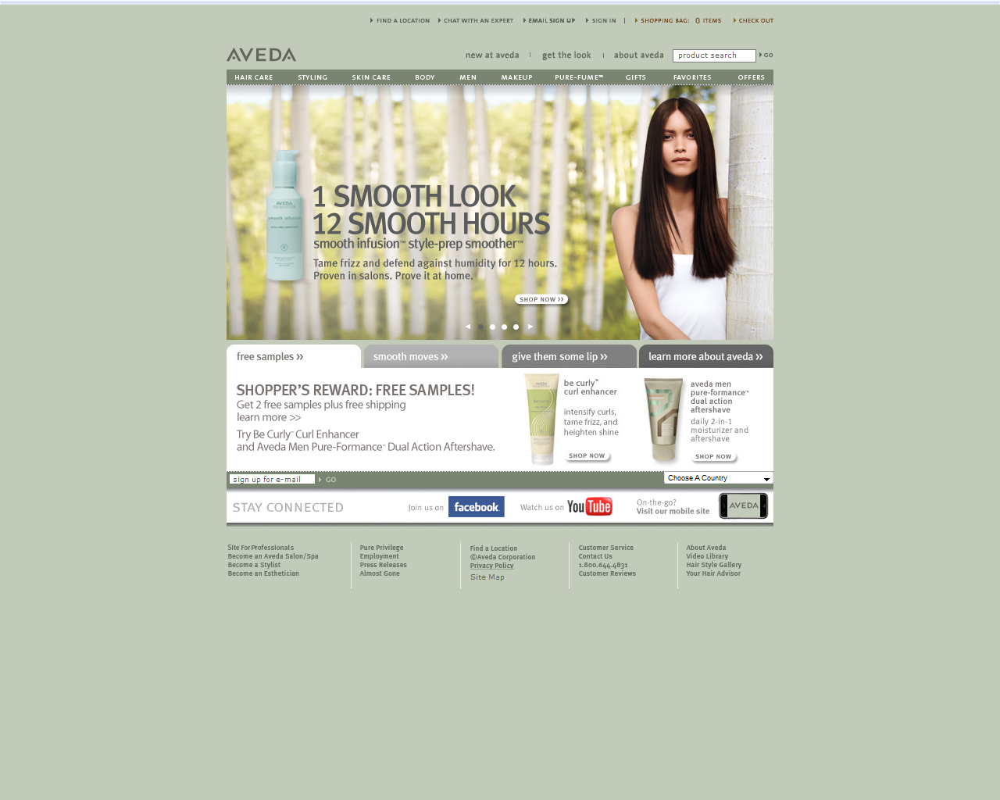 FIND A LOCATION CHAT WITH AN EXPERT EMAIL SIGN UP SIGN IN | SHOPPING BAG: 0 ITEMS CHECK OUT
AVEDA new at aveda | get the look | about aveda product search GO
HAIR CARE STYLING SKIN CARE BODY MEN MAKEUP PURE-FUME™ GIFTS FAVORITES OFFERS
AVEDA
smooth infusion
1 SMOOTH LOOK
12 SMOOTH HOURS
smooth infusion™ style-prep smoother™
Tame frizz and defend against humidity for 12 hours.
Proven in salons. Prove it at home.
SHOP NOW >>
free samples >> smooth moves >> give them some lip >> learn more about aveda >>
SHOPPER'S REWARD: FREE SAMPLES!
Get 2 free samples plus free shipping
learn more >>
Try Be Curly™ Curl Enhancer
and Aveda Men Pure-Formance™ Dual Action Aftershave.
be curly™
curl enhancer
intensify curls,
tame frizz, and
heighten shine
SHOP NOW
aveda men
pure-formance™
dual action
aftershave
daily 2-in-1
moisturizer and
aftershave
SHOP NOW
sign up for e-mail GO Choose A Country
STAY CONNECTED Join us on facebook. Watch us on YouTube On-the-go?
Visit our mobile site AVEDA
Site For Professionals
Become an Aveda Salon/Spa
Become a Stylist
Become an Esthetician
Pure Privilege
Employment
Press Releases
Almost Gone
Find a Location
©Aveda Corporation
Privacy Policy
Site Map
Customer Service
Contact Us
1.800.644.4831
Customer Reviews
About Aveda
Video Library
Hair Style Gallery
Your Hair Advisor